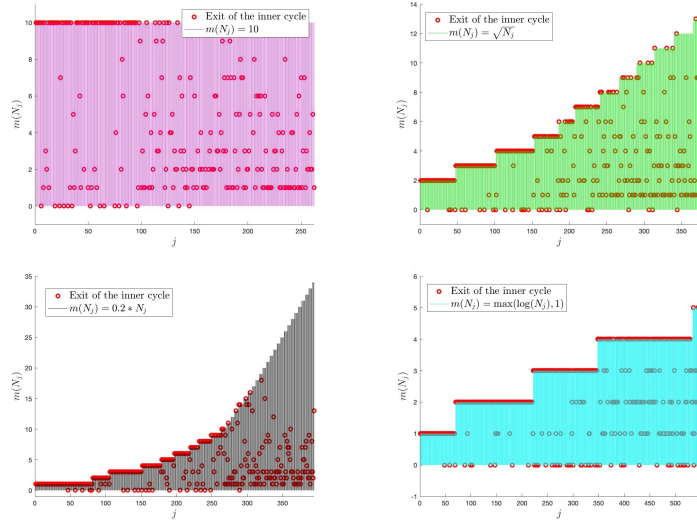 Exit of the inner cycle
m(N_j) = 10
10
8
6
4
2
0
m(N_j)
0 50 100 150 200 250
j
Exit of the inner cycle
m(N_j) = √N_j
14
12
10
8
6
4
2
0
-2
m(N_j)
0 50 100 150 200 250 300 350
j
Exit of the inner cycle
m(N_j) = 0.2 * N_j
35
30
25
20
15
10
5
0
m(N_j)
0 50 100 150 200 250 300 350
j
Exit of the inner cycle
m(N_j) = max(log(N_j), 1)
6
5
4
3
2
1
0
-1
m(N_j)
0 50 100 150 200 250 300 350 400 450 500
j